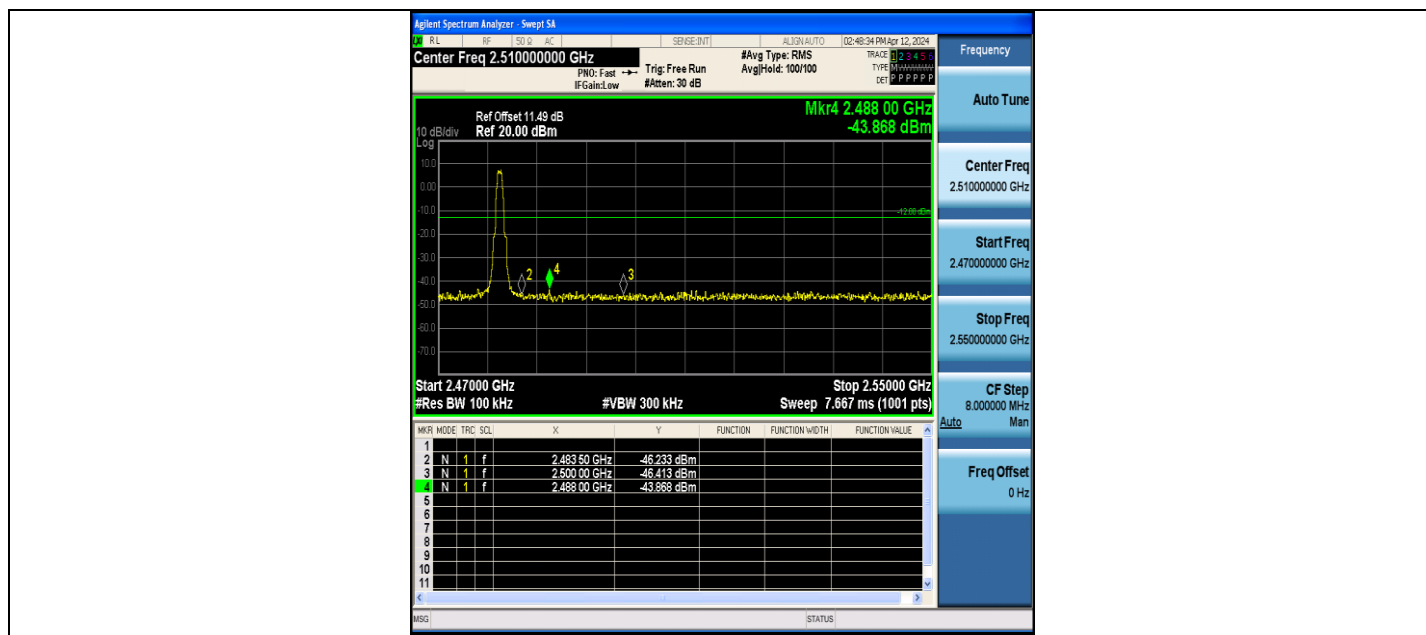 Agilent Spectrum Analyzer - Swept SA
RL RF 50 Ω AC SENSE:INT ALIGN AUTO 02:48:34 PM Apr 12, 2024
Center Freq 2.510000000 GHz
PNO: Fast
IFGain:Low
Trig: Free Run
#Atten: 30 dB
#Avg Type: RMS
Avg|Hold: 100/100
TRACE 1 2 3 4 5 6
TYPE
DET P P P P P P
Ref Offset 11.49 dB
10 dB/div Ref 20.00 dBm
Log
Mkr4 2.488 00 GHz
-43.868 dBm
10.0
0.00
-10.0
-12.00 dBm
-20.0
-30.0
2 4 3
-40.0
-50.0
-60.0
-70.0
Start 2.47000 GHz Stop 2.55000 GHz
#Res BW 100 kHz #VBW 300 kHz Sweep 7.667 ms (1001 pts)
MKR MODE TRC SCL X Y FUNCTION FUNCTION WIDTH FUNCTION VALUE
1
2 N 1 f 2.483 50 GHz -46.233 dBm
3 N 1 f 2.500 00 GHz -46.413 dBm
4 N 1 f 2.488 00 GHz -43.868 dBm
5
6
7
8
9
10
11
MSG STATUS
Frequency
Auto Tune
Center Freq
2.510000000 GHz
Start Freq
2.470000000 GHz
Stop Freq
2.550000000 GHz
CF Step
8.000000 MHz
Auto Man
Freq Offset
0 Hz